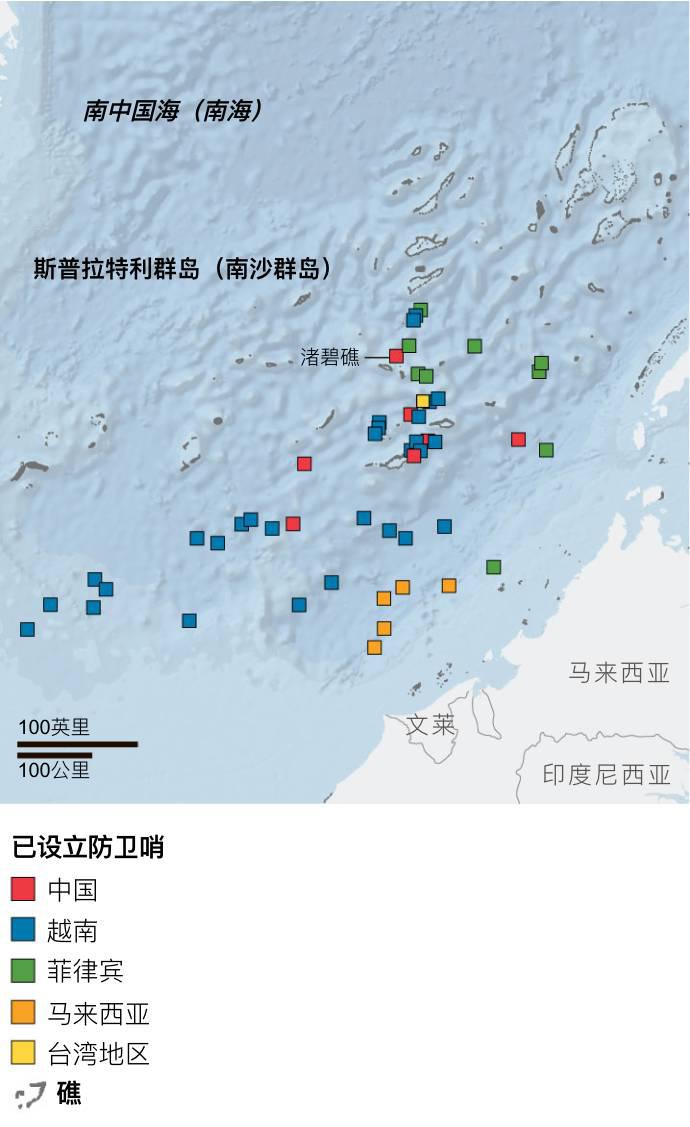 南中国海（南海）
斯普拉特利群岛（南沙群岛）
渚碧礁
马来西亚
文莱
100英里
100公里
印度尼西亚
已设立防卫哨
中国
越南
菲律宾
马来西亚
台湾地区
礁